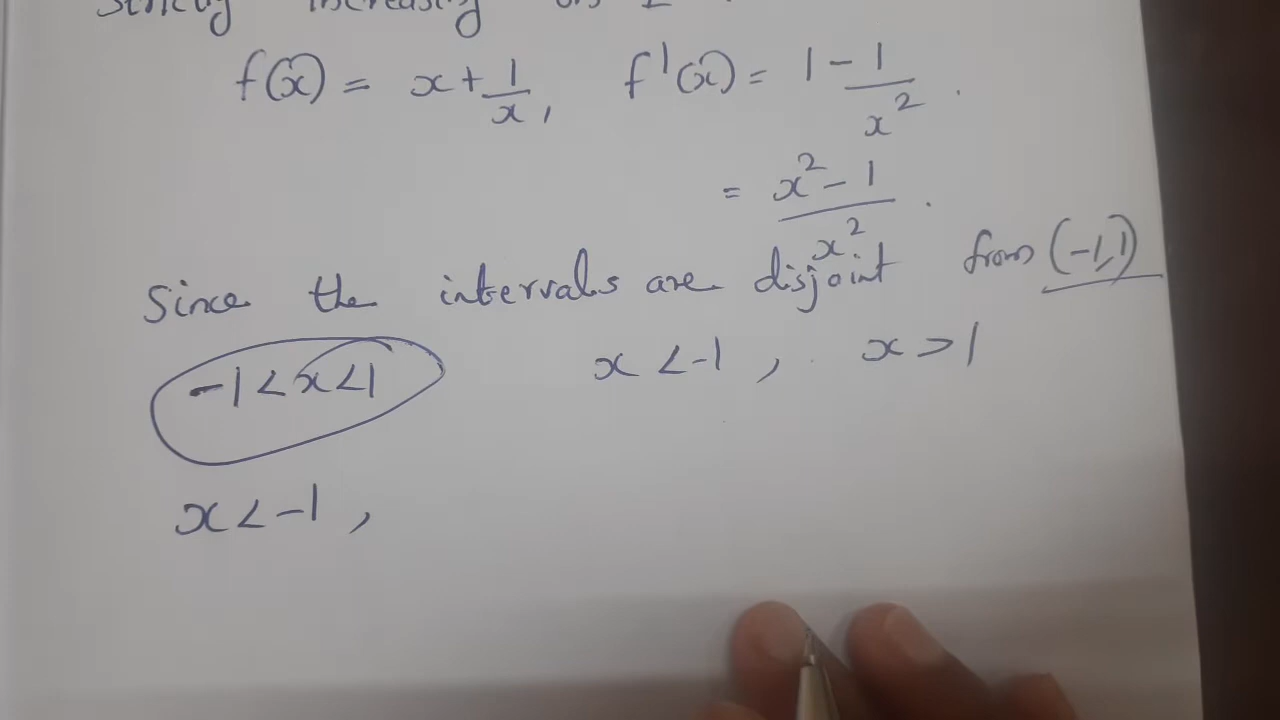 increasing
f(x) = x + 1/x, f'(x) = 1 - 1/x² .
= x² - 1 / x² .
Since the intervals are disjoint from (-1, 1)
-1 < x < 1 x < -1 , x > 1
x < -1 ,